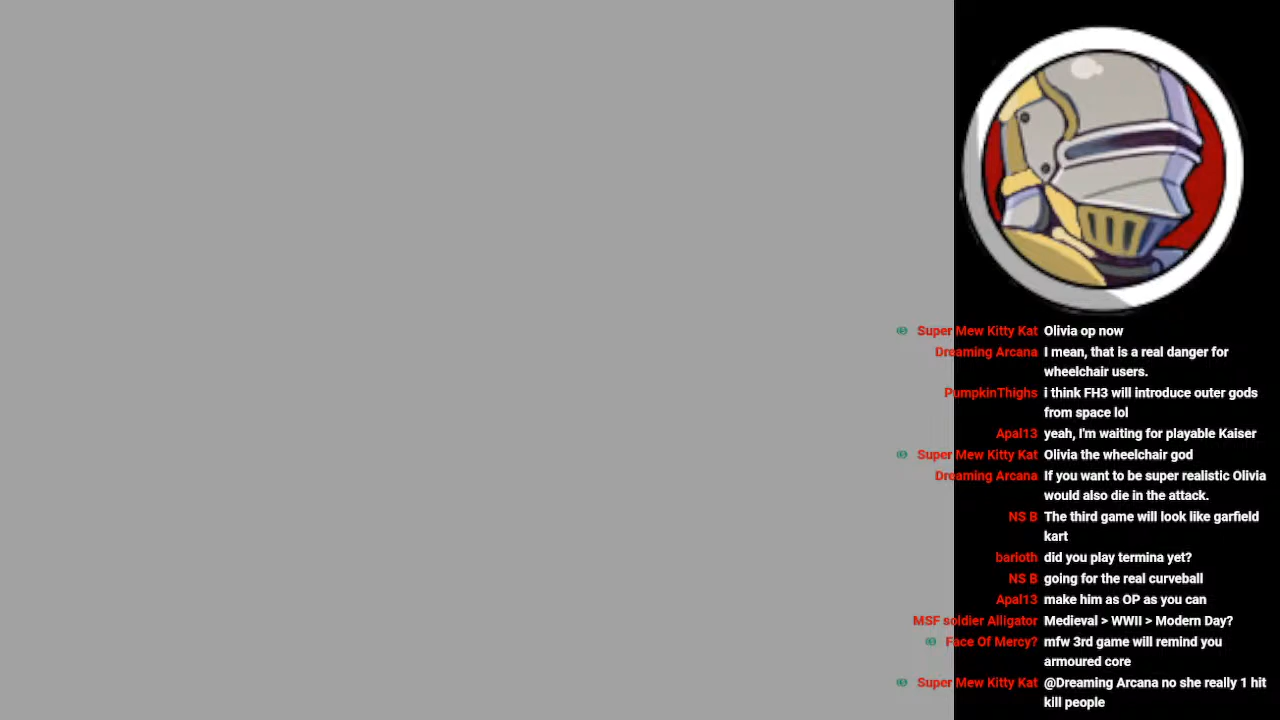 Super Mew Kitty Kat Olivia op now
Dreaming Arcana I mean, that is a real danger for
wheelchair users.
PumpkinThighs i think FH3 will introduce outer gods
from space lol
Apal13 yeah, I'm waiting for playable Kaiser
Super Mew Kitty Kat Olivia the wheelchair god
Dreaming Arcana If you want to be super realistic Olivia
would also die in the attack.
NS B The third game will look like garfield
kart
barioth did you play termina yet?
NS B going for the real curveball
Apal13 make him as OP as you can
MSF soldier Alligator Medieval > WWII > Modern Day?
Face Of Mercy? mfw 3rd game will remind you
armoured core
Super Mew Kitty Kat @Dreaming Arcana no she really 1 hit
kill people